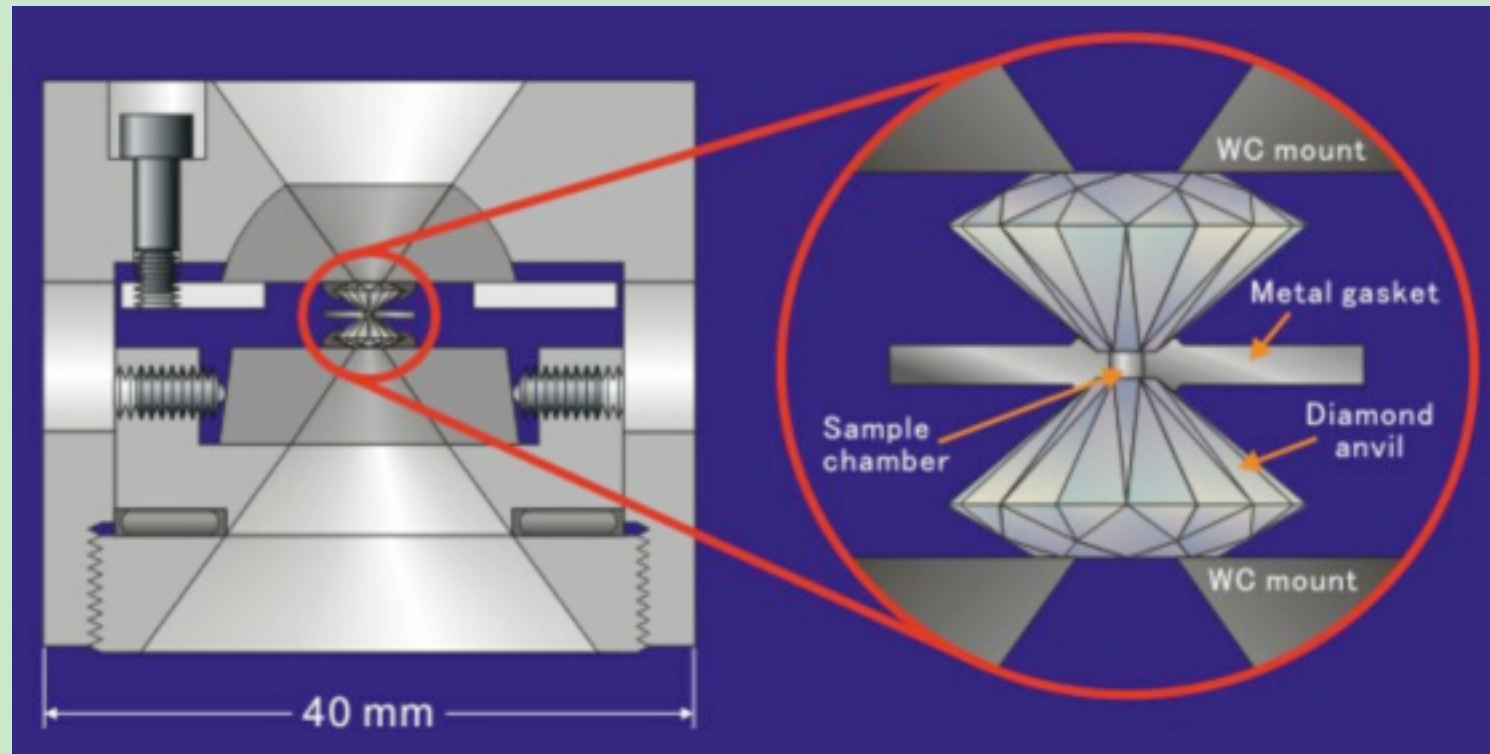 WC mount
Metal gasket
Sample
chamber
Diamond
anvil
WC mount
40 mm